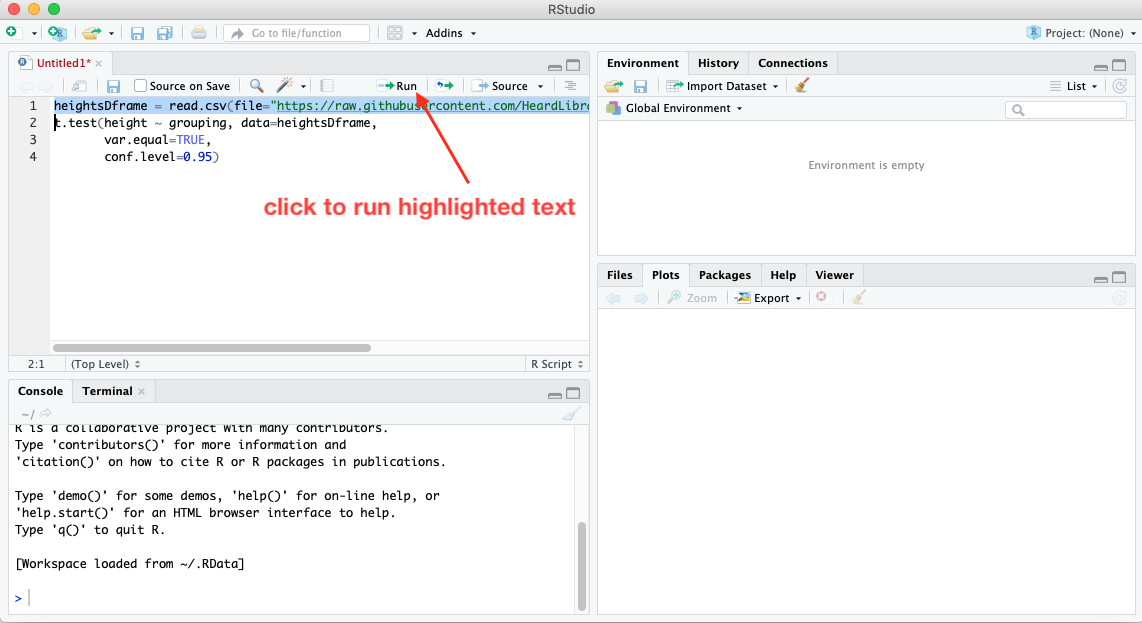 RStudio
Go to file/function
Addins
Project: (None)
Untitled1*
Source on Save
Run
Source
1 heightsDframe = read.csv(file="https://raw.githubusercontent.com/HeardLibr
2 t.test(height ~ grouping, data=heightsDframe,
3 var.equal=TRUE,
4 conf.level=0.95)
click to run highlighted text
2:1
(Top Level)
R Script
Console
Terminal
~/
R is a collaborative project with many contributors.
Type 'contributors()' for more information and
'citation()' on how to cite R or R packages in publications.
Type 'demo()' for some demos, 'help()' for on-line help, or
'help.start()' for an HTML browser interface to help.
Type 'q()' to quit R.
[Workspace loaded from ~/.RData]
>
Environment
History
Connections
Import Dataset
List
Global Environment
Environment is empty
Files
Plots
Packages
Help
Viewer
Zoom
Export